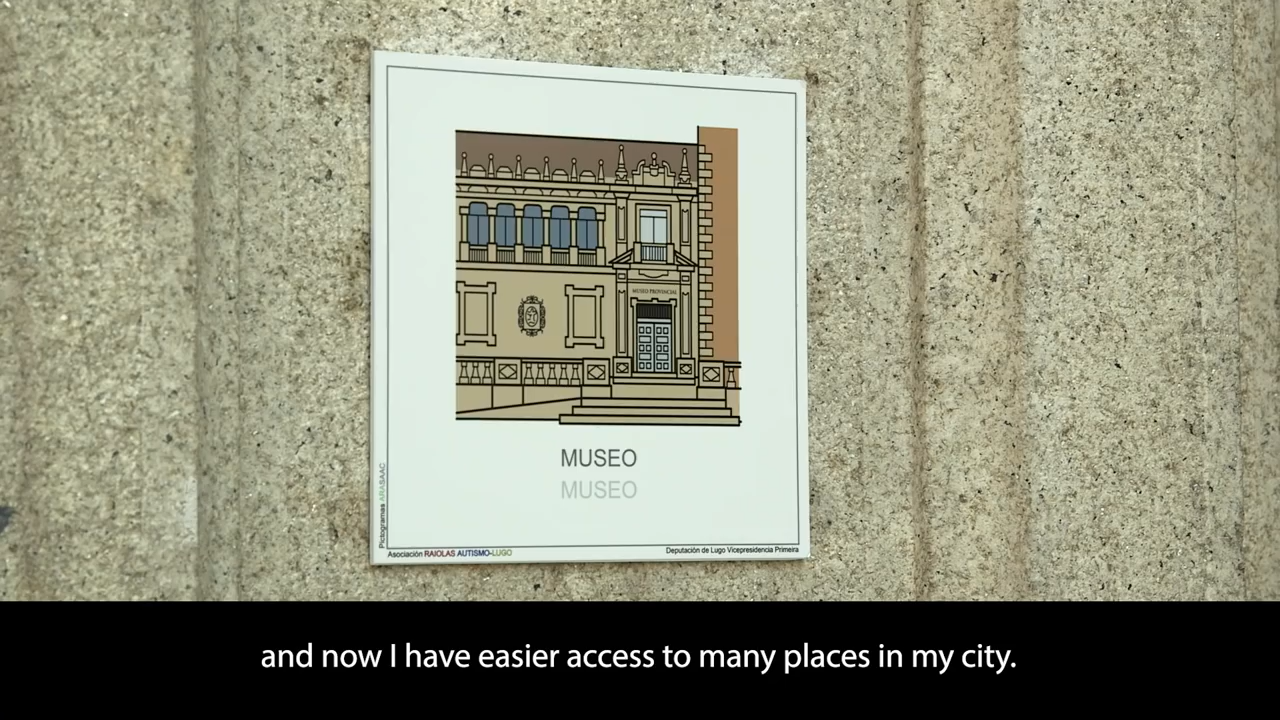 MUSEO PROVINCIAL
MUSEO
MUSEO
Pictogramas ARASAAC
Asociación RAIOLAS AUTISMO-LUGO
Deputación de Lugo Vicepresidencia Primeira
and now I have easier access to many places in my city.